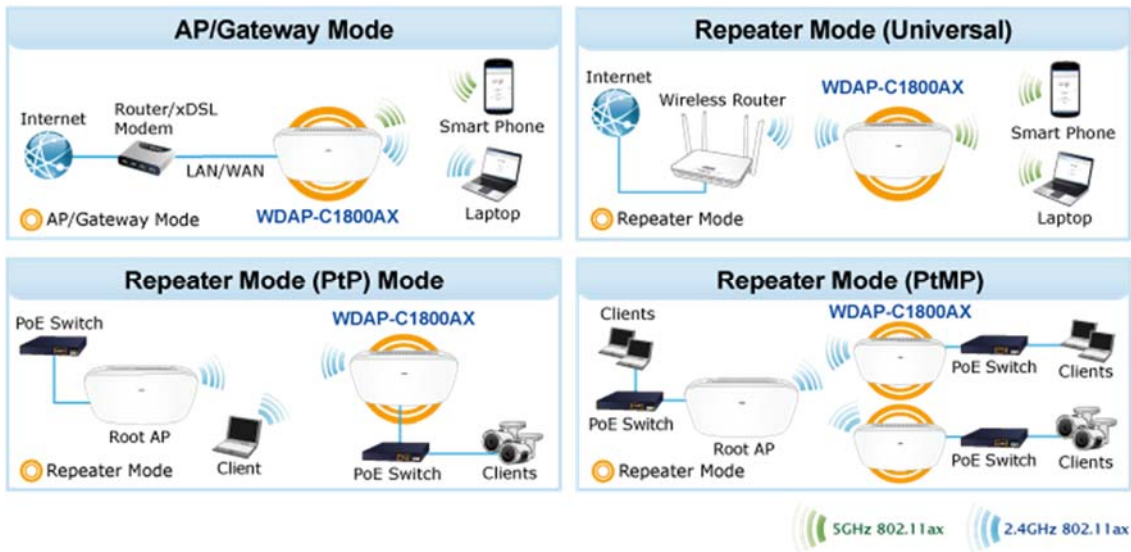 AP/Gateway Mode
Internet
Router/xDSL
Modem
LAN/WAN
WDAP-C1800AX
Smart Phone
Laptop
AP/Gateway Mode
Repeater Mode (Universal)
Internet
Wireless Router
WDAP-C1800AX
Smart Phone
Laptop
Repeater Mode
Repeater Mode (PtP) Mode
PoE Switch
Root AP
Client
WDAP-C1800AX
PoE Switch
Clients
Repeater Mode
Repeater Mode (PtMP)
Clients
PoE Switch
Root AP
WDAP-C1800AX
PoE Switch
Clients
PoE Switch
Clients
Repeater Mode
5GHz 802.11ax
2.4GHz 802.11ax